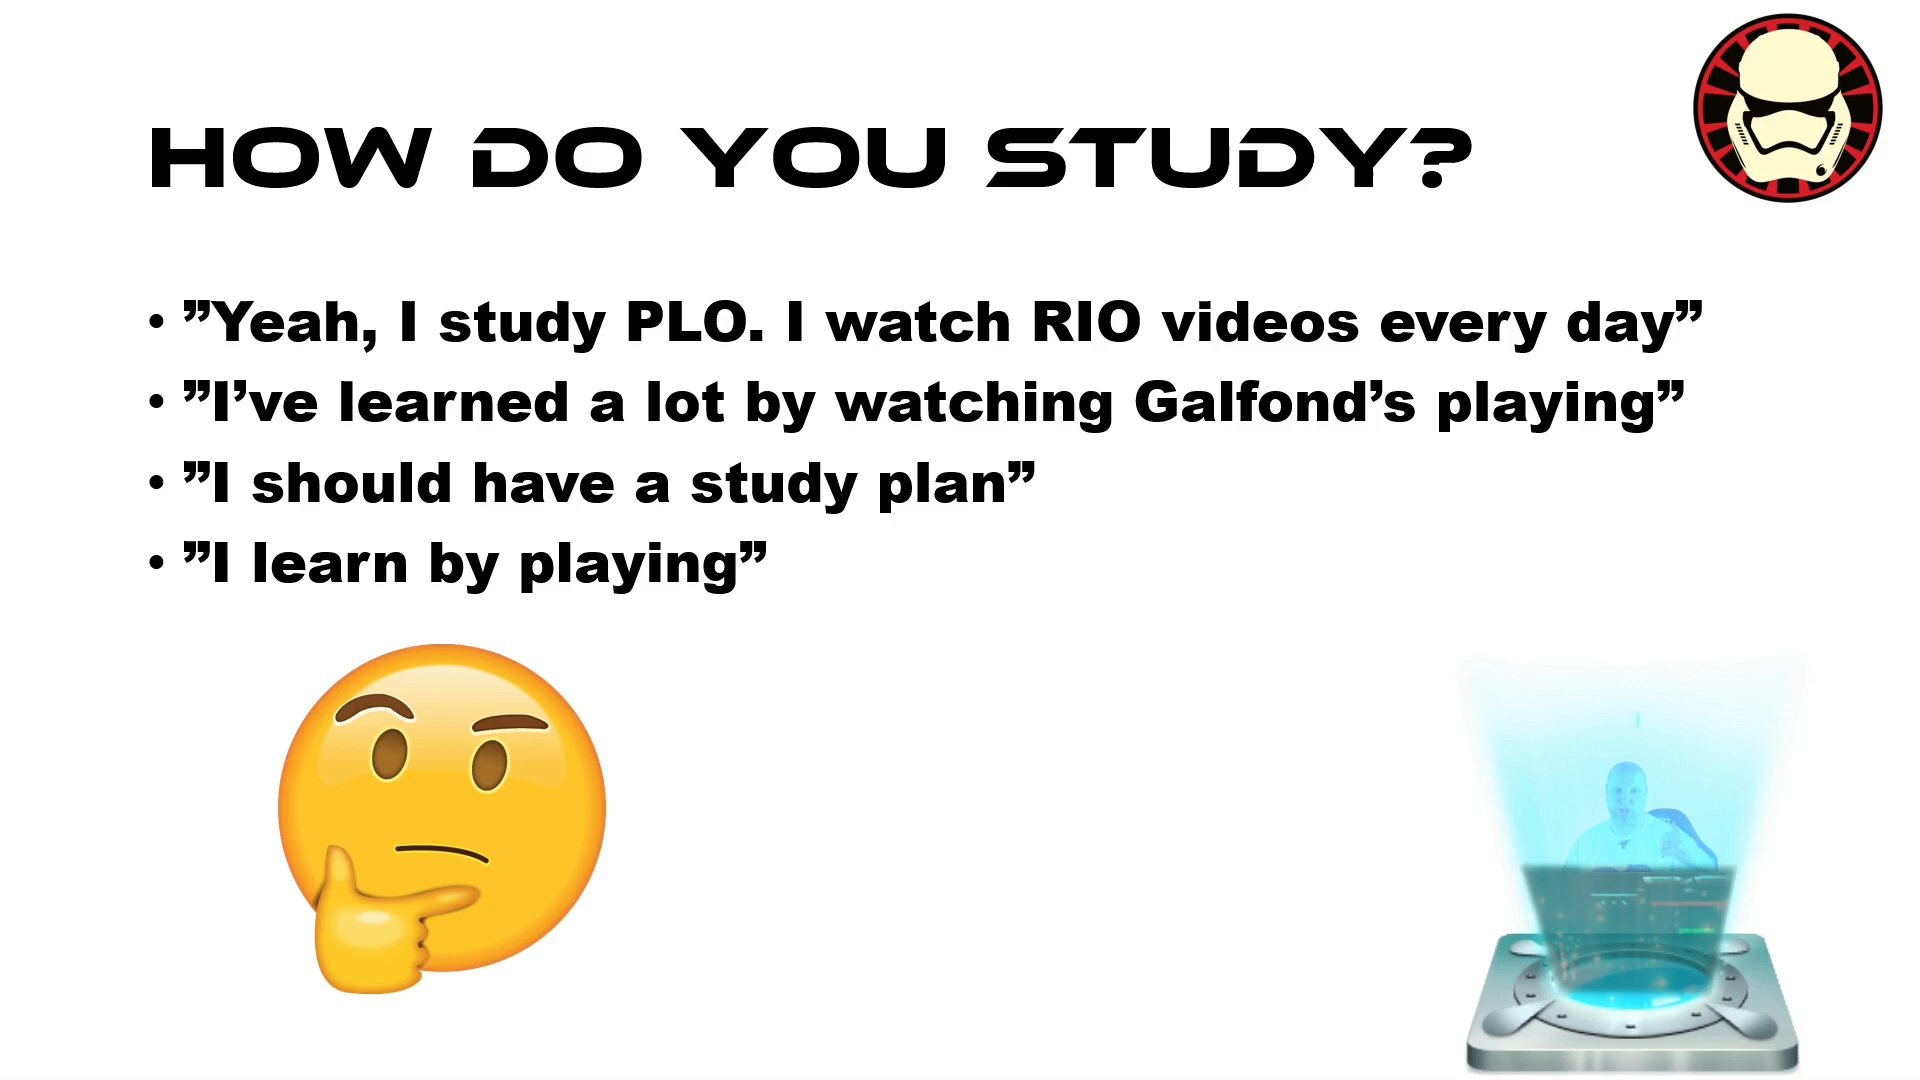 HOW DO YOU STUDY?
• ”Yeah, I study PLO. I watch RIO videos every day”
• ”I’ve learned a lot by watching Galfond’s playing”
• ”I should have a study plan”
• ”I learn by playing”